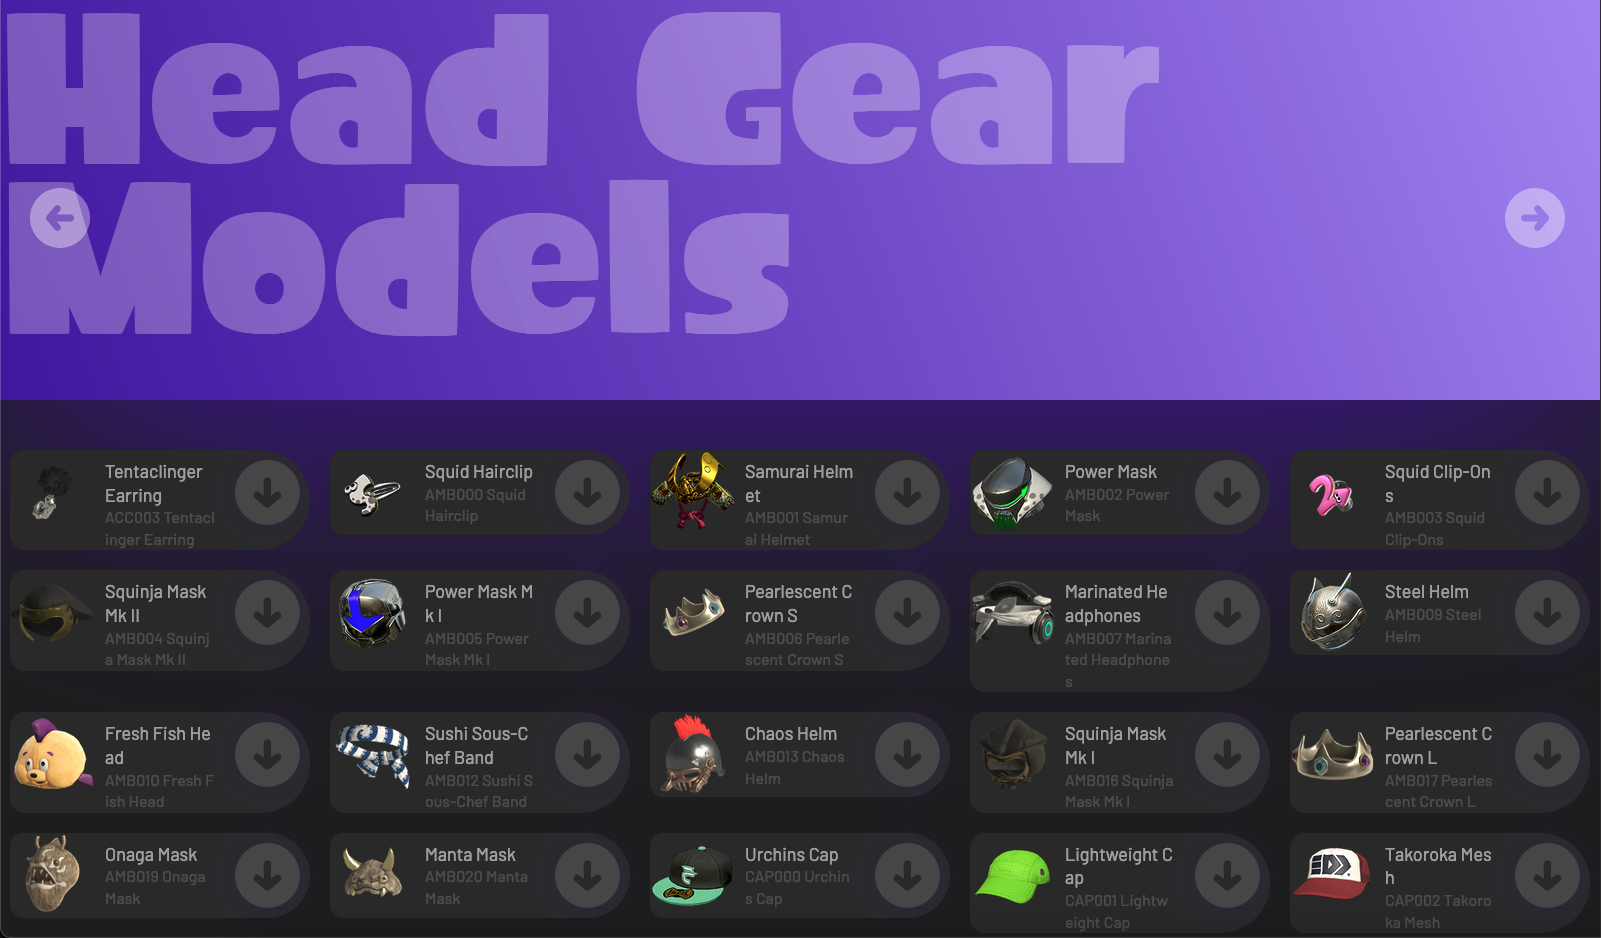 Head Gear
Models
Tentaclinger
Earring
ACC003 Tentacl
inger Earring
Squid Hairclip
AMB000 Squid
Hairclip
Samurai Helm
et
AMB001 Samur
ai Helmet
Power Mask
AMB002 Power
Mask
Squid Clip-On
s
AMB003 Squid
Clip-Ons
Squinja Mask
Mk II
AMB004 Squinj
a Mask Mk II
Power Mask M
k I
AMB005 Power
Mask Mk I
Pearlescent C
rown S
AMB006 Pearle
scent Crown S
Marinated He
adphones
AMB007 Marina
ted Headphone
s
Steel Helm
AMB009 Steel
Helm
Fresh Fish He
ad
AMB010 Fresh F
ish Head
Sushi Sous-C
hef Band
AMB012 Sushi S
ous-Chef Band
Chaos Helm
AMB013 Chaos
Helm
Squinja Mask
Mk I
AMB016 Squinja
Mask Mk I
Pearlescent C
rown L
AMB017 Pearles
cent Crown L
Onaga Mask
AMB019 Onaga
Mask
Manta Mask
AMB020 Manta
Mask
Urchins Cap
CAP000 Urchin
s Cap
Lightweight C
ap
CAP001 Lightw
eight Cap
Takoroka Mes
h
CAP002 Takoro
ka Mesh